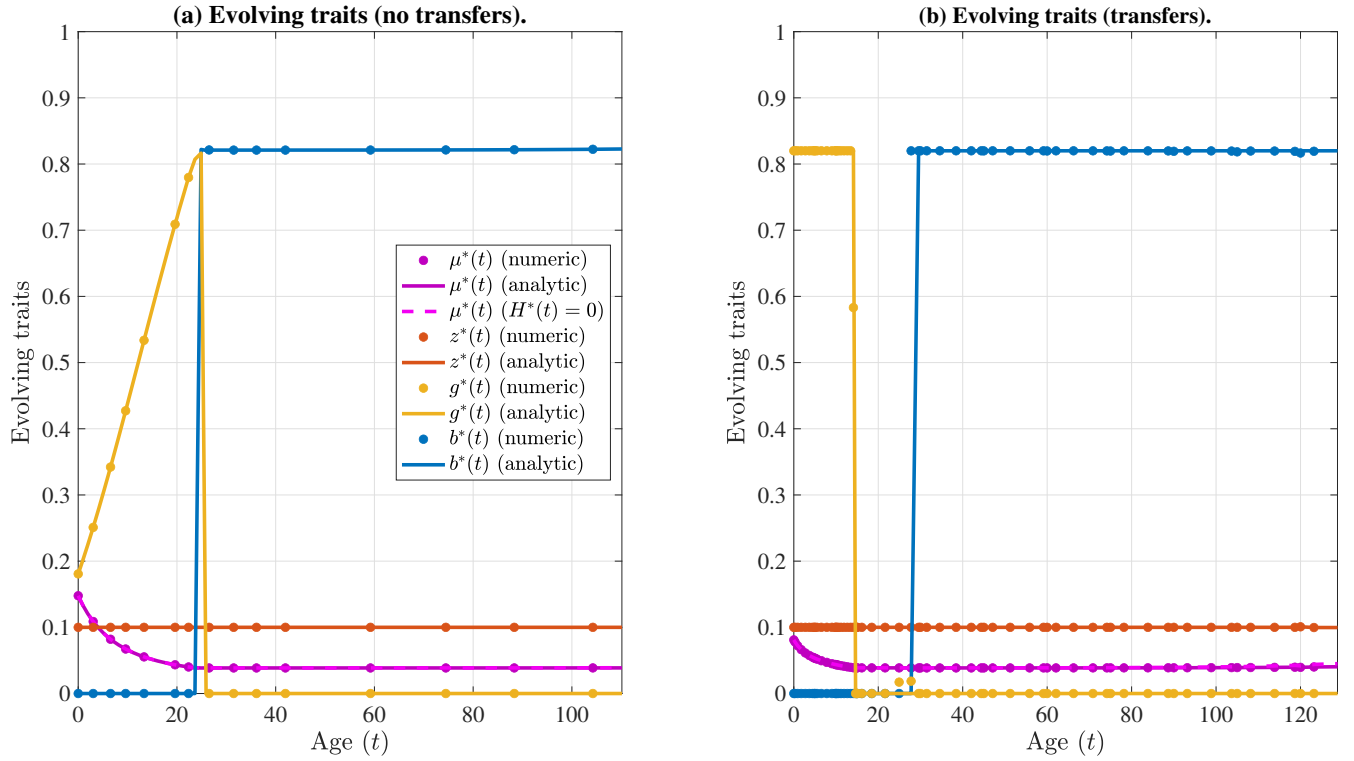 (a) Evolving traits (no transfers).
1
0.9
0.8
0.7
0.6
0.5
0.4
0.3
0.2
0.1
0
Evolving traits
0 20 40 60 80 100
Age (t)
μ*(t) (numeric)
μ*(t) (analytic)
μ*(t) (H*(t) = 0)
z*(t) (numeric)
z*(t) (analytic)
g*(t) (numeric)
g*(t) (analytic)
b*(t) (numeric)
b*(t) (analytic)
(b) Evolving traits (transfers).
1
0.9
0.8
0.7
0.6
0.5
0.4
0.3
0.2
0.1
0
Evolving traits
0 20 40 60 80 100 120
Age (t)